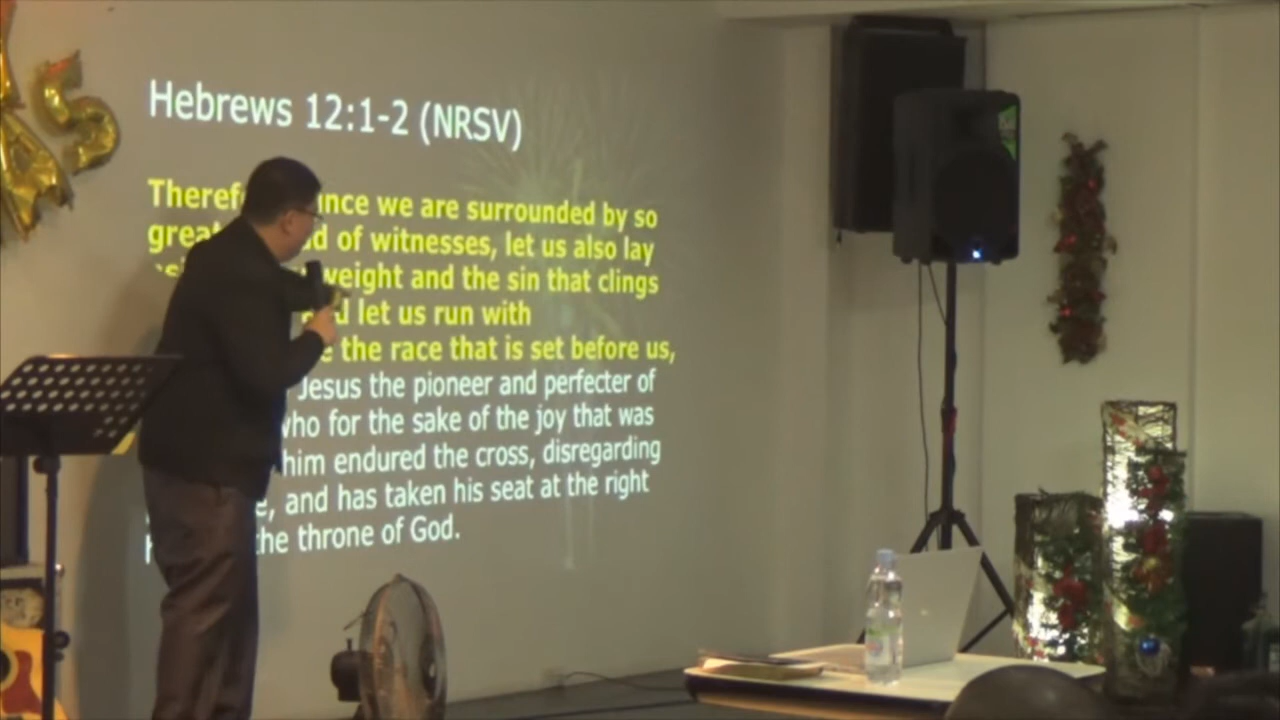 Hebrews 12:1-2 (NRSV)
we are surrounded by so
of witnesses, let us also lay
weight and the sin that clings
let us run with
the race that is set before us,
Jesus the pioneer and perfecter of
who for the sake of the joy that was
him endured the cross, disregarding
and has taken his seat at the right
the throne of God.